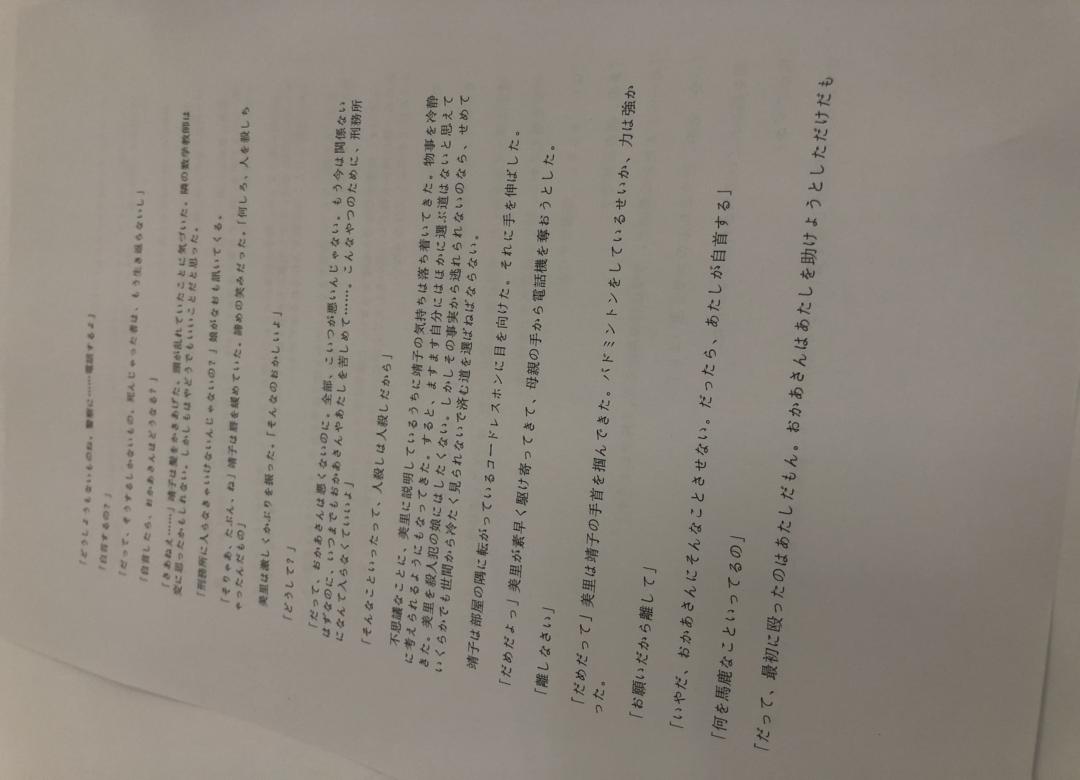 「どうしようもないものね。警察に……電話するよ」
「自首するの？」
「だって、そうするしかないもの。死んじゃった者は、もう生き返らないし」
「自首したら、おかあさんはどうなる？」
「さあねえ……」靖子は髪をかきあげた。頭が乱れていたことに気づいた。隣の数学教師は
変に思ったかもしれない。しかしもはやどうでもいいことだと思った。
「刑務所に入らなきゃいけないんじゃないの？」娘がなおも訊いてくる。
「そりゃあ、たぶん、ね」靖子は唇を緩めていた。諦めの笑みだった。「何しろ、人を殺しち
ゃったんだもの」
美里は激しくかぶりを振った。「そんなのおかしいよ」
「どうして？」
「だって、おかあさんは悪くないのに。全部、こいつが悪いんじゃない。もう今は関係ない
はずなのに、いつまでもおかあさんやあたしを苦しめて……。こんなやつのために、刑務所
になんて入らなくていいよ」
「そんなこといったって、人殺しは人殺しだから」
不思議なことに、美里に説明しているうちに靖子の気持ちは落ち着いてきた。物事を冷静
に考えられるようにもなってきた。すると、ますます自分にはほかに選ぶ道はないと思えて
きた。美里を殺人犯の娘にはしたくない。しかしその事実から逃れられないのなら、せめて
いくらかでも世間から冷たく見られないで済む道を選ばねばならない。
靖子は部屋の隅に転がっているコードレスホンに目を向けた。それに手を伸ばした。
「だめだよっ」美里が素早く駆け寄ってきて、母親の手から電話機を奪おうとした。
「離しなさい」
「だめだって」美里は靖子の手首を掴んできた。バドミントンをしているせいか、力は強か
った。
「お願いだから離して」
「いやだ、おかあさんにそんなことさせない。だったら、あたしが自首する」
「何を馬鹿なこといってるの」
「だって、最初に殴ったのはあたしだもん。おかあさんはあたしを助けようとしただけだも